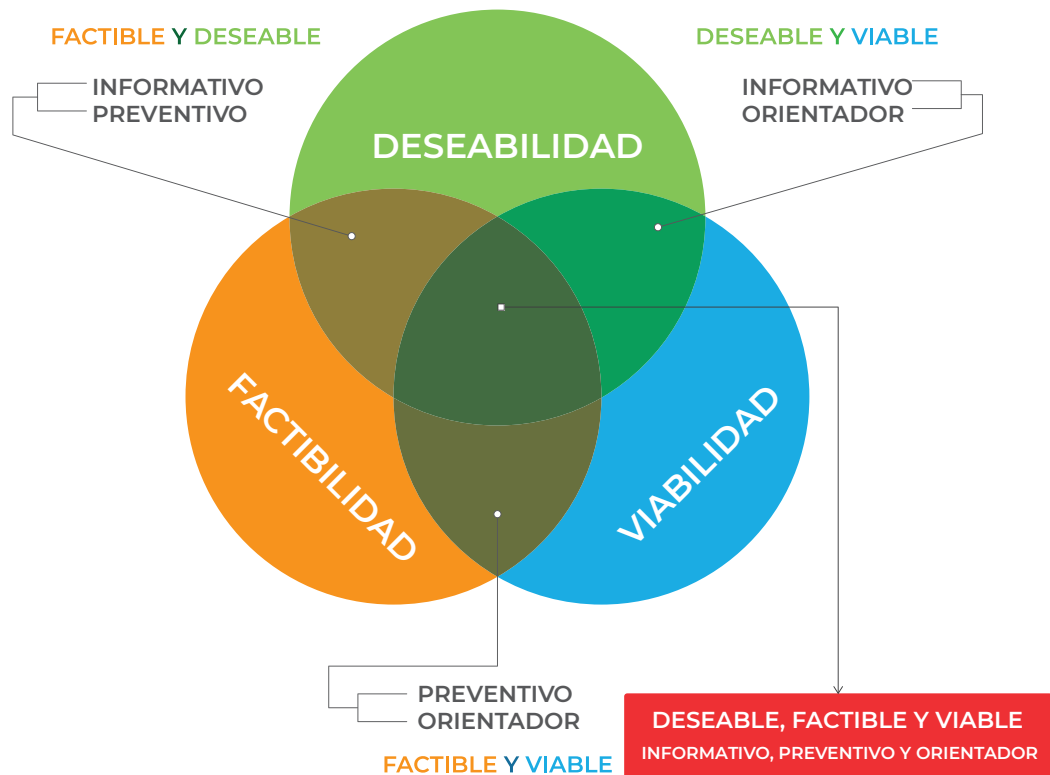 FACTIBLE Y DESEABLE
DESEABLE Y VIABLE
INFORMATIVO
PREVENTIVO
INFORMATIVO
ORIENTADOR
DESEABILIDAD
FACTIBILIDAD
VIABILIDAD
PREVENTIVO
ORIENTADOR
FACTIBLE Y VIABLE
DESEABLE, FACTIBLE Y VIABLE
INFORMATIVO, PREVENTIVO Y ORIENTADOR